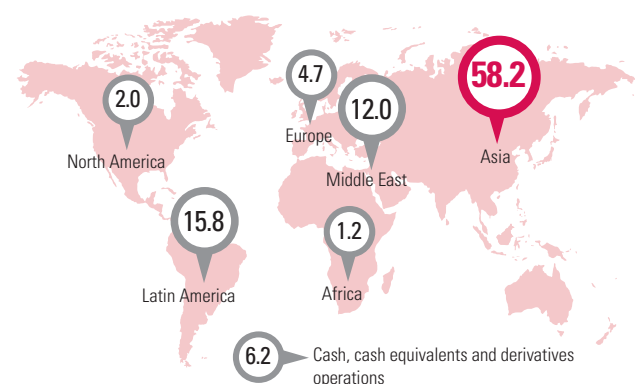 4.7
58.2
2.0
12.0
Europe
North America
Asia
Middle East
15.8
1.2
Latin America
Africa
6.2
Cash, cash equivalents and derivatives
operations